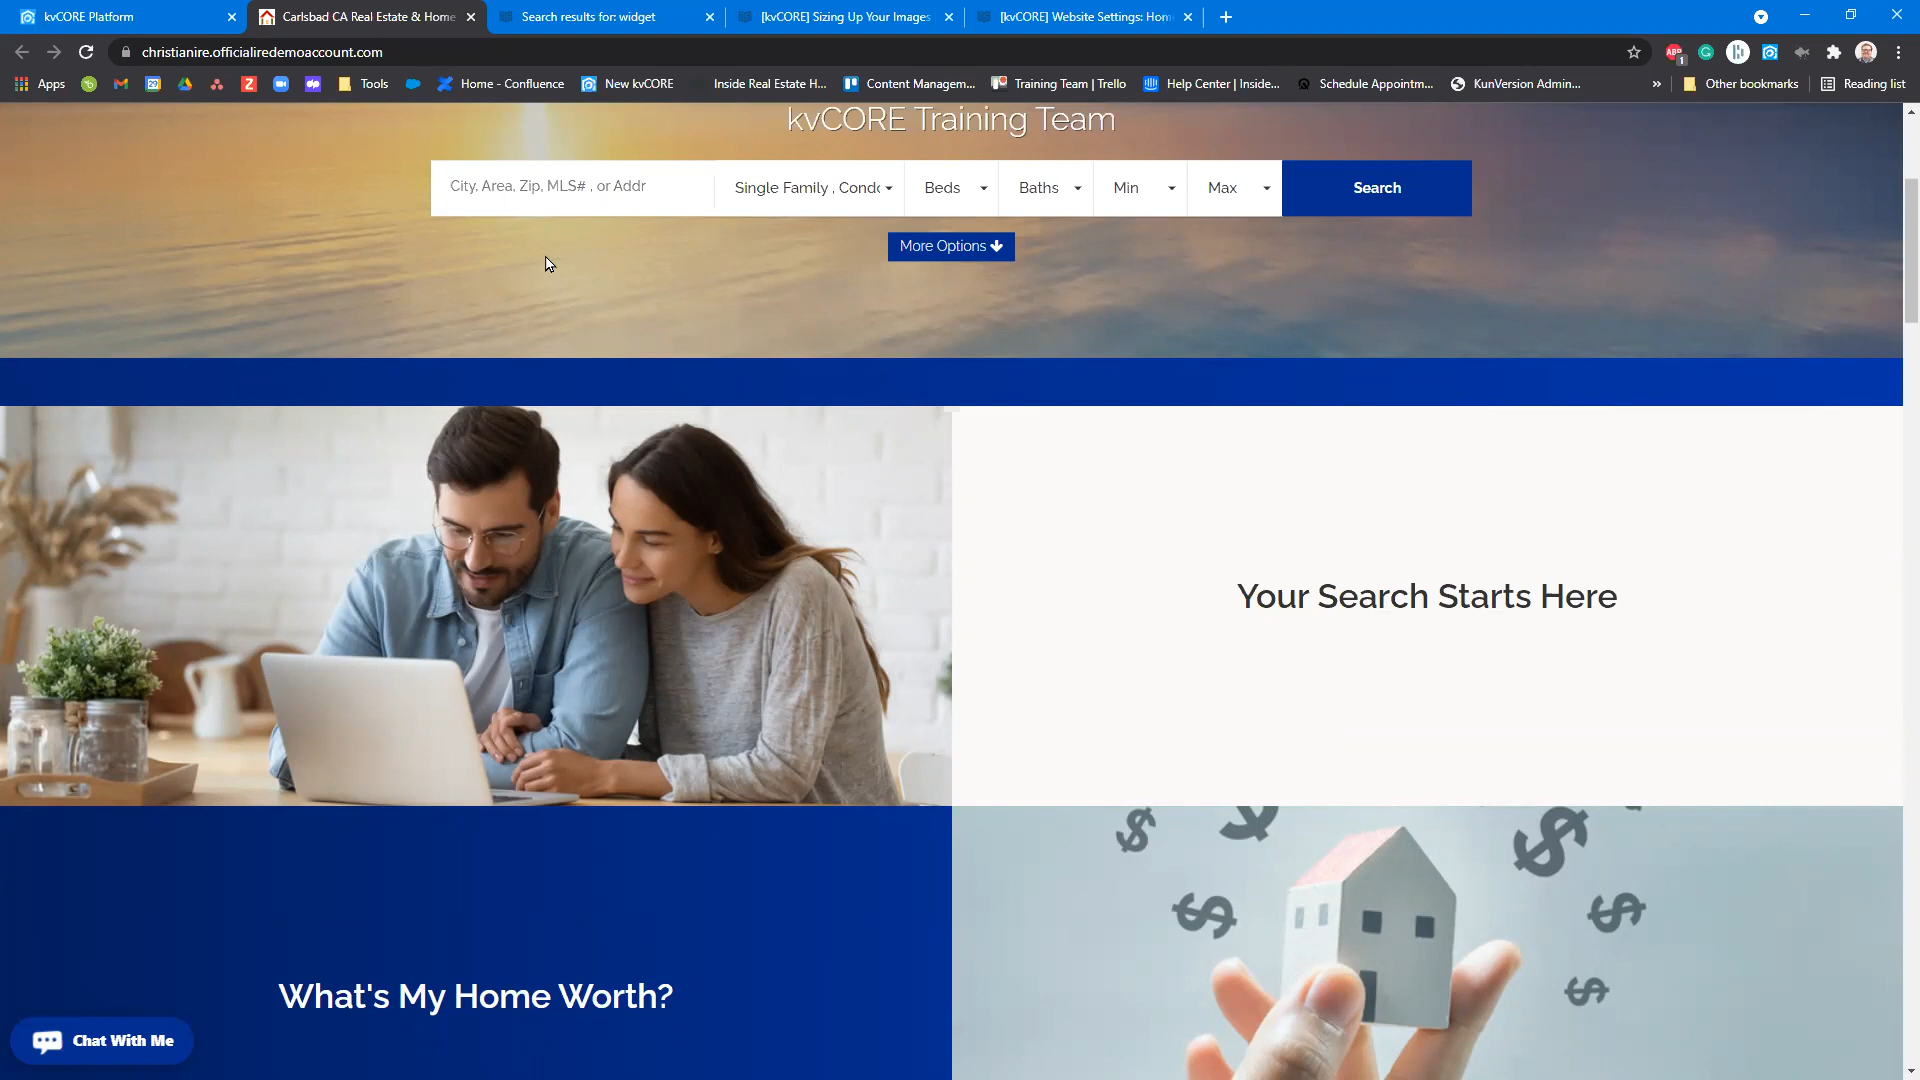 kvCORE Platform
Carlsbad CA Real Estate & Home
Search results for: widget
[kvCORE] Sizing Up Your Images
[kvCORE] Website Settings: Hom
christianire.officialiredemoaccount.com
ABP
1
Apps
29
Z
Tools
Home - Confluence
New kvCORE
Inside Real Estate H...
Content Managem...
Training Team | Trello
Help Center | Inside...
Schedule Appointm...
KunVersion Admin...
»
Other bookmarks
Reading list
kvCORE Training Team
City, Area, Zip, MLS# , or Addr
Single Family , Condo
Beds
Baths
Min
Max
Search
More Options
Your Search Starts Here
What's My Home Worth?
$ $ $ $ $ $
Chat With Me